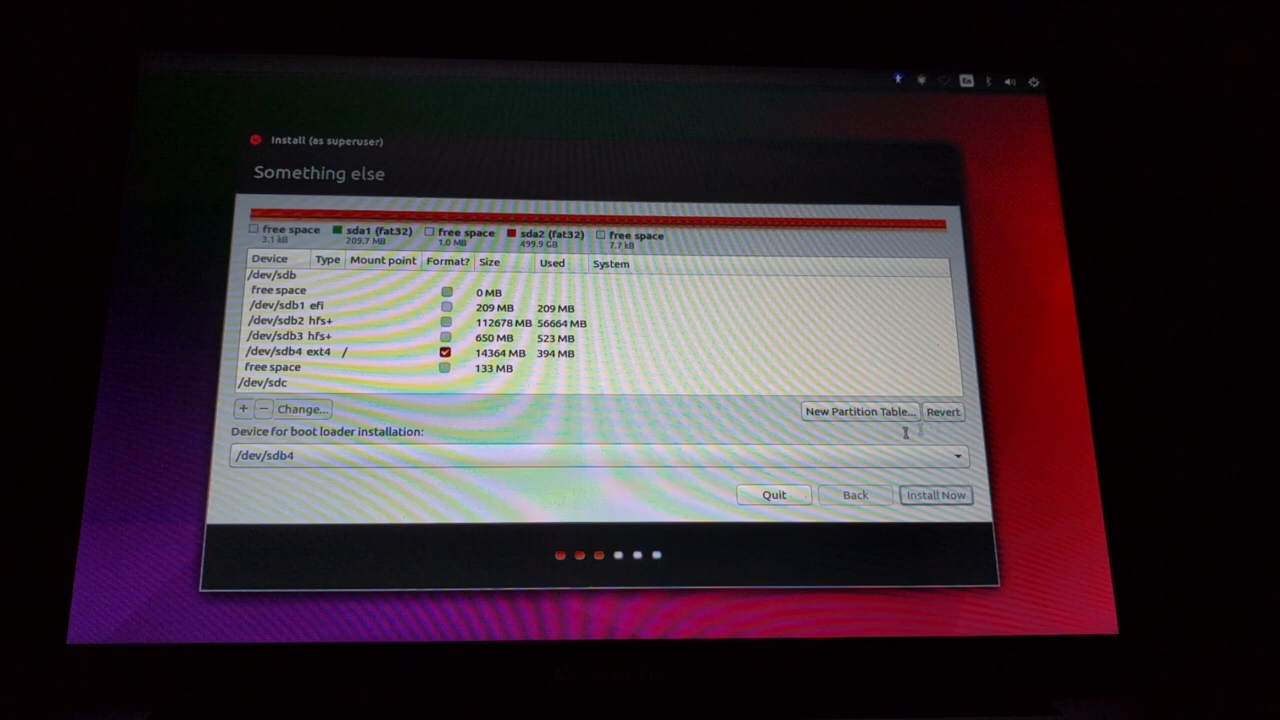 En
Install (as superuser)
Something else
free space sda1 (fat32) free space sda2 (fat32) free space
3.1 kB 209.7 MB 1.0 MB 499.9 GB 7.7 kB
Device Type Mount point Format? Size Used System
/dev/sdb
free space 0 MB
/dev/sdb1 efi 209 MB 209 MB
/dev/sdb2 hfs+ 112678 MB 56664 MB
/dev/sdb3 hfs+ 650 MB 523 MB
/dev/sdb4 ext4 / 14364 MB 394 MB
free space 133 MB
/dev/sdc
+ − Change... New Partition Table... Revert
Device for boot loader installation:
/dev/sdb4
Quit Back Install Now